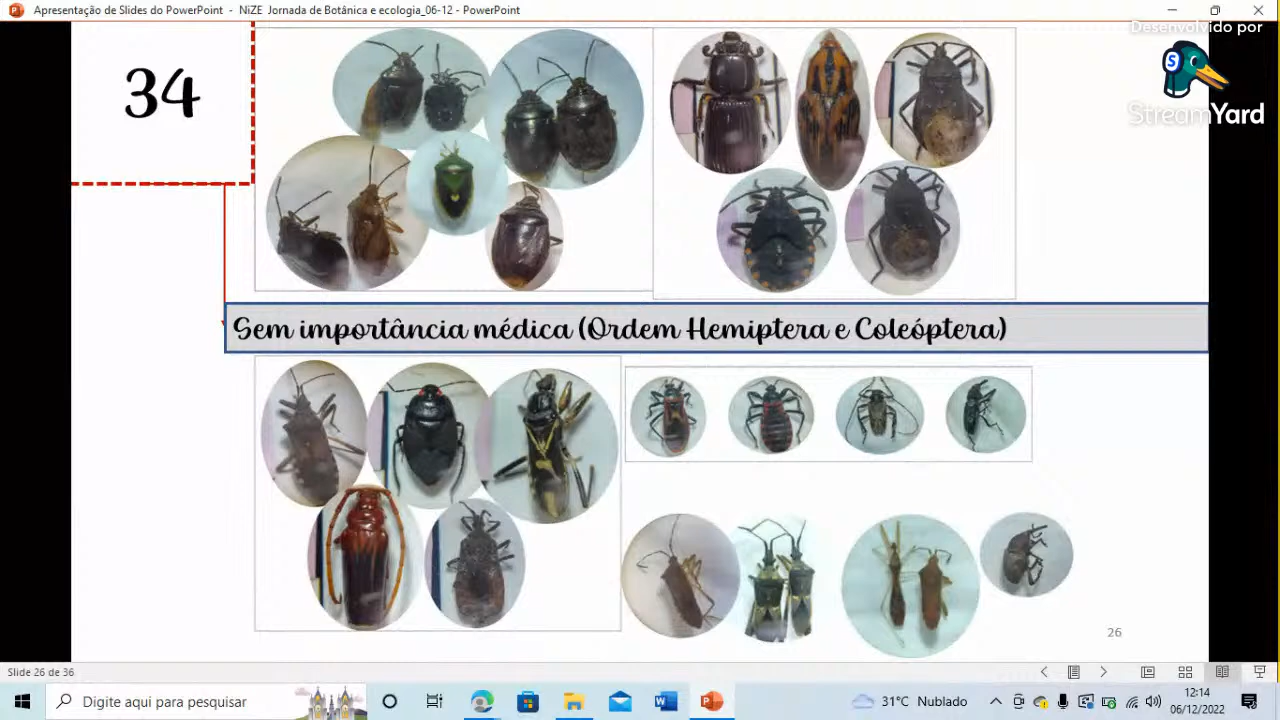 Apresentação de Slides do PowerPoint - NiZE Jornada de Botânica e ecologia_06-12 - PowerPoint
Desenvolvido por
S
StreamYard
34
Sem importância médica (Ordem Hemiptera e Coleóptera)
26
Slide 26 de 36
Digite aqui para pesquisar
31°C Nublado
12:14
06/12/2022